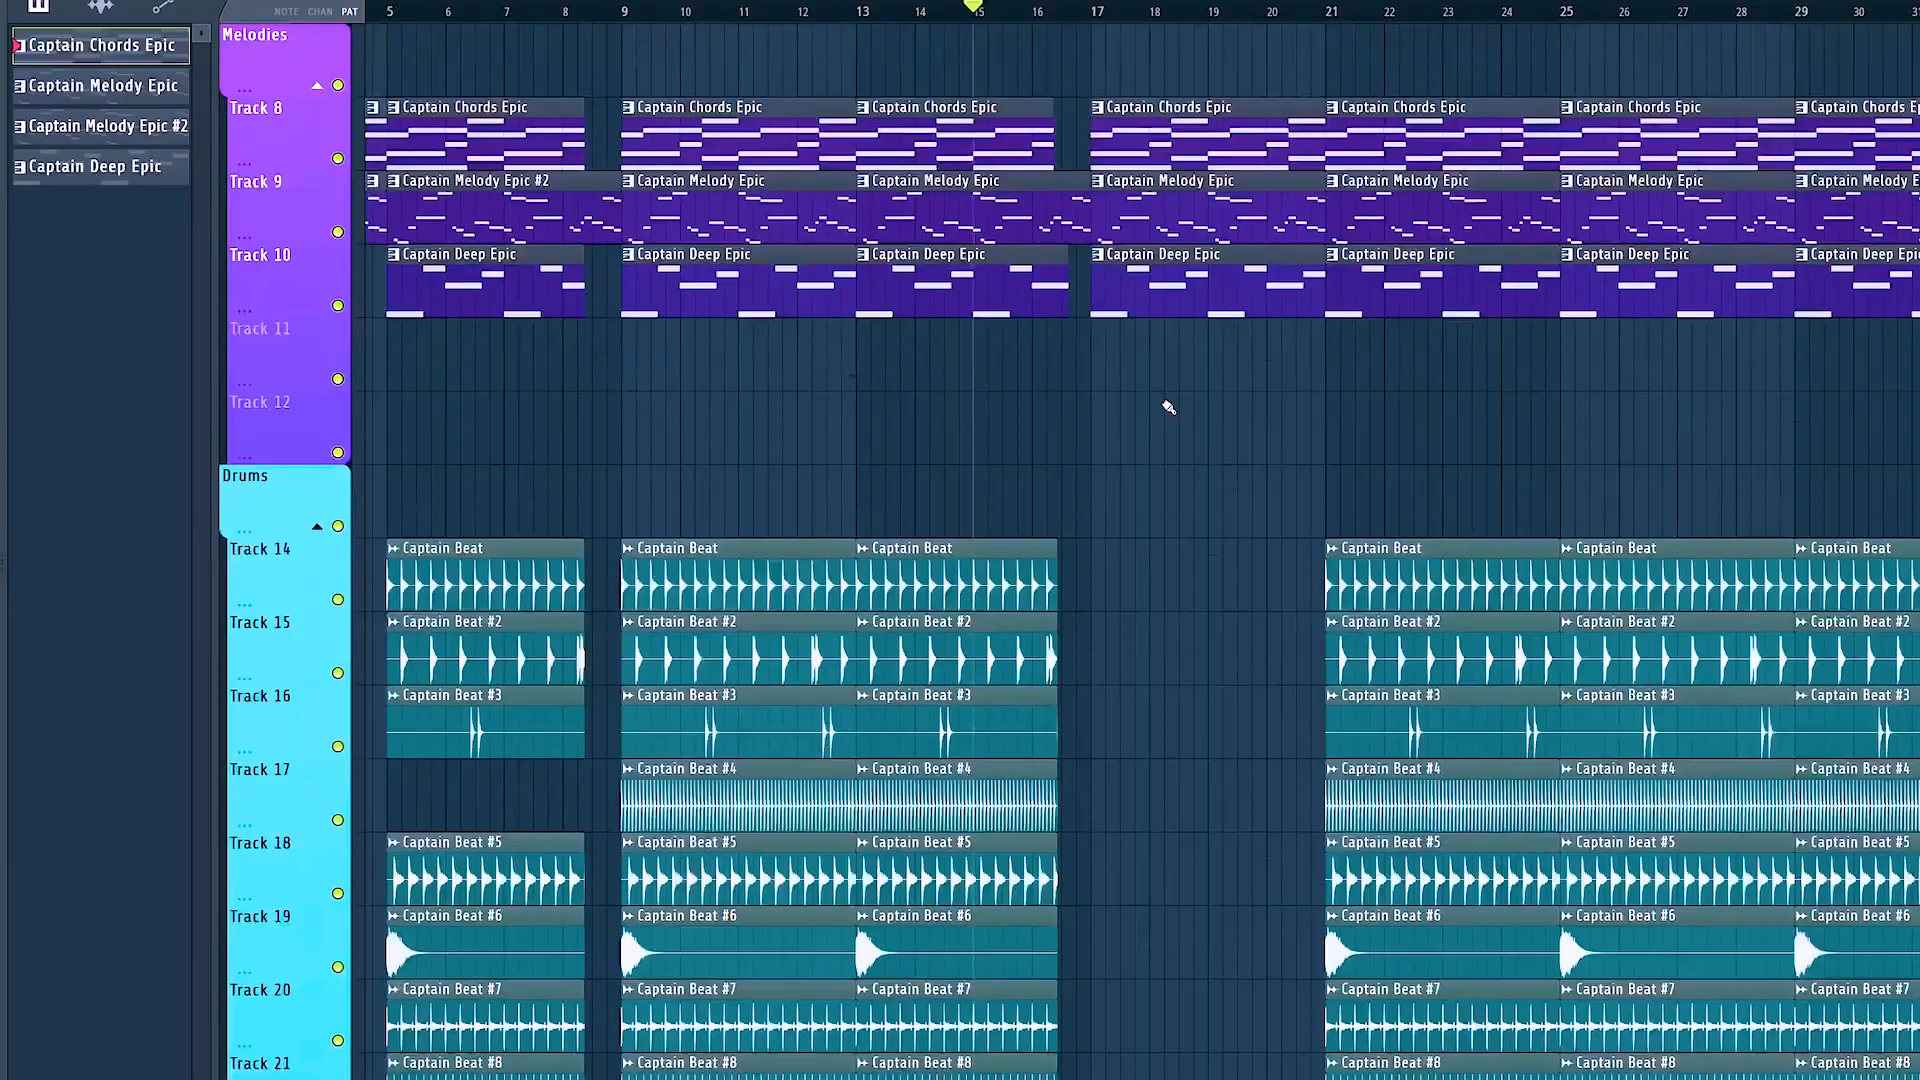 NOTE CHAN PAT
5 6 7 8 9 10 11 12 13 14 15 16 17 18 19 20 21 22 23 24 25 26 27 28 29 30
Captain Chords Epic
Captain Melody Epic
Captain Melody Epic #2
Captain Deep Epic
Melodies
Track 8
Captain Chords Epic Captain Chords Epic Captain Chords Epic Captain Chords Epic Captain Chords Epic Captain Chords Epic Captain Chords E
Track 9
Captain Melody Epic #2 Captain Melody Epic Captain Melody Epic Captain Melody Epic Captain Melody Epic Captain Melody Epic Captain Melody E
Track 10
Captain Deep Epic Captain Deep Epic Captain Deep Epic Captain Deep Epic Captain Deep Epic Captain Deep Epic Captain Deep Epic
Track 11
Track 12
Drums
Track 14
Captain Beat Captain Beat Captain Beat Captain Beat Captain Beat Captain Beat
Track 15
Captain Beat #2 Captain Beat #2 Captain Beat #2 Captain Beat #2 Captain Beat #2 Captain Beat #2
Track 16
Captain Beat #3 Captain Beat #3 Captain Beat #3 Captain Beat #3 Captain Beat #3 Captain Beat #3
Track 17
Captain Beat #4 Captain Beat #4 Captain Beat #4 Captain Beat #4 Captain Beat #4
Track 18
Captain Beat #5 Captain Beat #5 Captain Beat #5 Captain Beat #5 Captain Beat #5 Captain Beat #5
Track 19
Captain Beat #6 Captain Beat #6 Captain Beat #6 Captain Beat #6 Captain Beat #6 Captain Beat #6
Track 20
Captain Beat #7 Captain Beat #7 Captain Beat #7 Captain Beat #7 Captain Beat #7 Captain Beat #7
Track 21
Captain Beat #8 Captain Beat #8 Captain Beat #8 Captain Beat #8 Captain Beat #8 Captain Beat #8